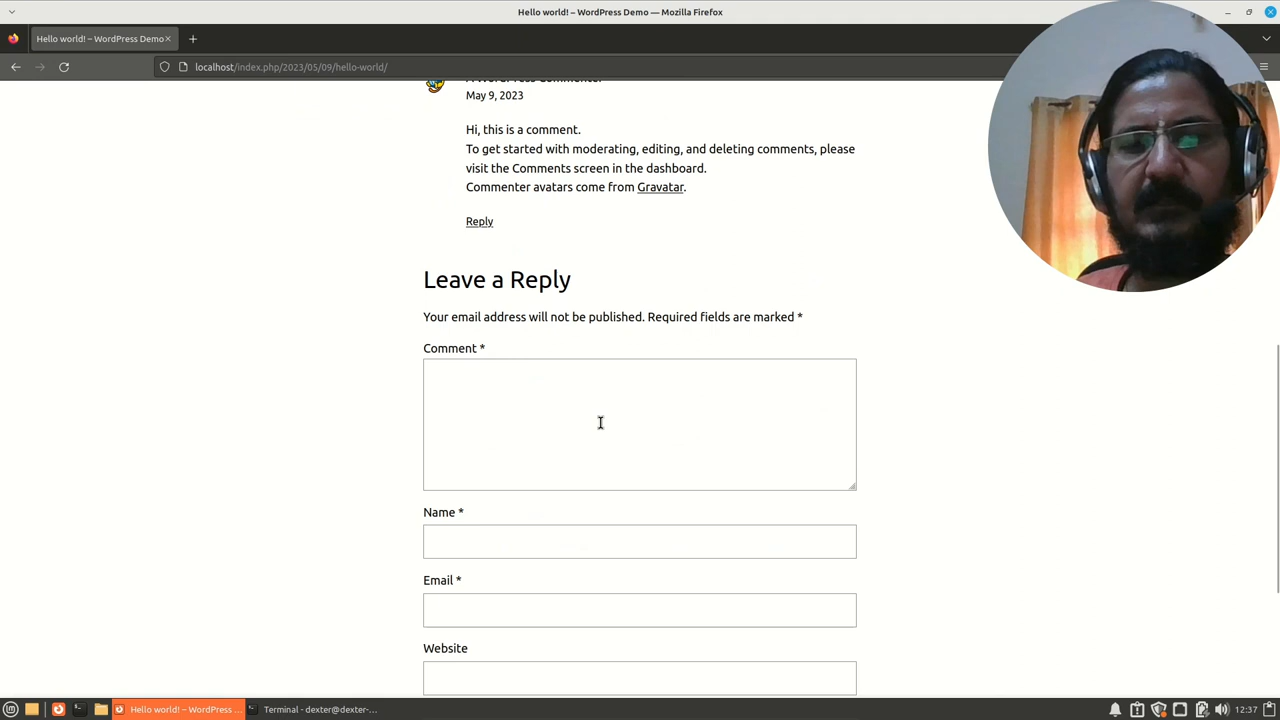 Hello world! – WordPress Demo — Mozilla Firefox
Hello world! – WordPress Demo
localhost/index.php/2023/05/09/hello-world/
A WordPress Commenter
May 9, 2023
Hi, this is a comment.
To get started with moderating, editing, and deleting comments, please
visit the Comments screen in the dashboard.
Commenter avatars come from Gravatar.
Reply
Leave a Reply
Your email address will not be published. Required fields are marked *
Comment *
Name *
Email *
Website
Hello world! – WordPress ...
Terminal - dexter@dexter-...
12:37